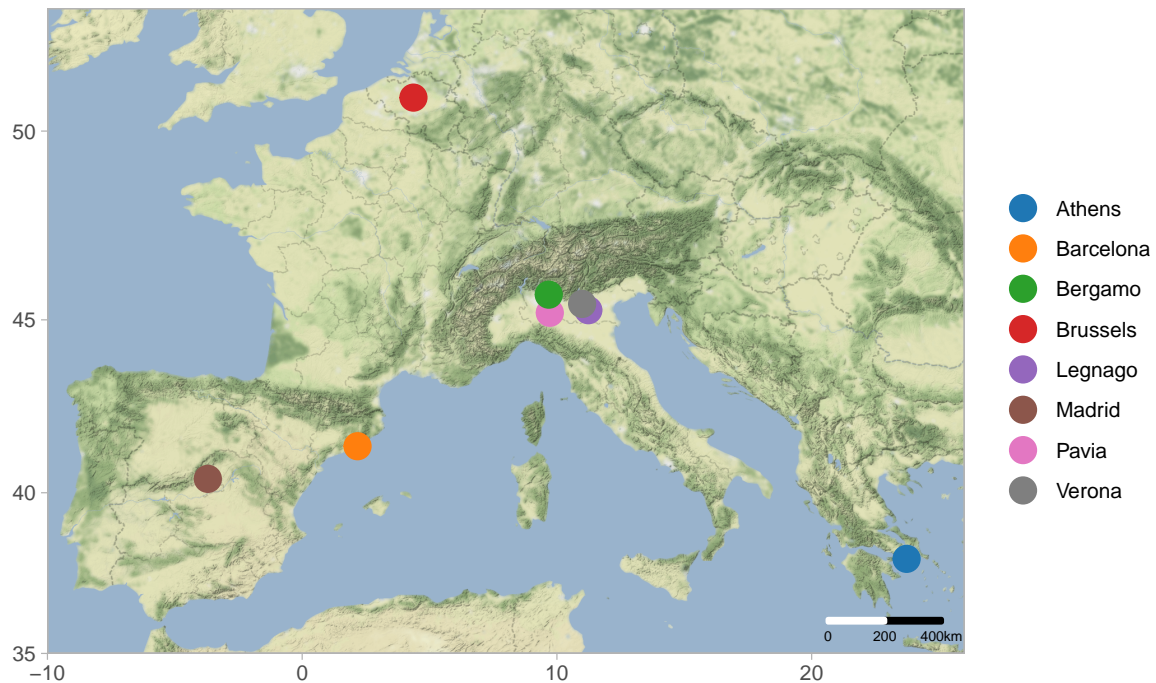 50
45
40
35
−10
0
10
20
0 200 400km
Athens
Barcelona
Bergamo
Brussels
Legnago
Madrid
Pavia
Verona